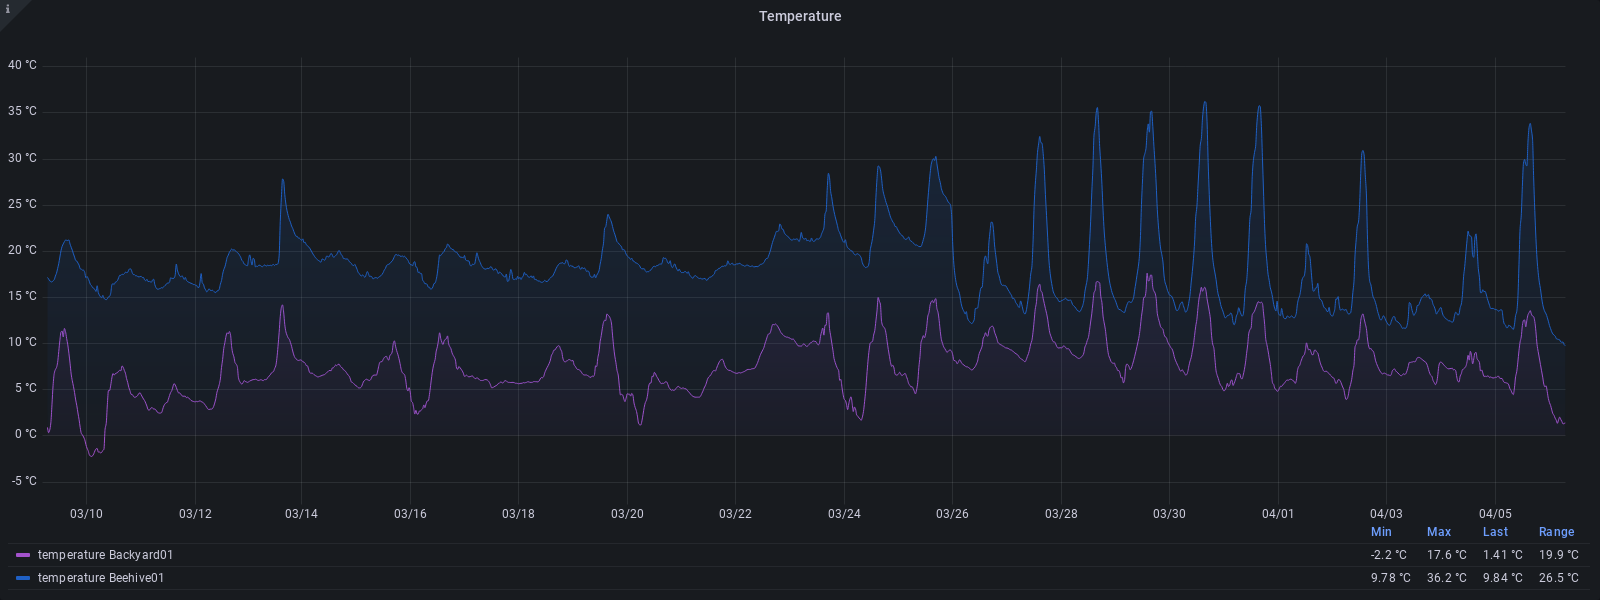 i
Temperature
40 °C
35 °C
30 °C
25 °C
20 °C
15 °C
10 °C
5 °C
0 °C
-5 °C
03/10 03/12 03/14 03/16 03/18 03/20 03/22 03/24 03/26 03/28 03/30 04/01 04/03 04/05
Min Max Last Range
temperature Backyard01 -2.2 °C 17.6 °C 1.41 °C 19.9 °C
temperature Beehive01 9.78 °C 36.2 °C 9.84 °C 26.5 °C